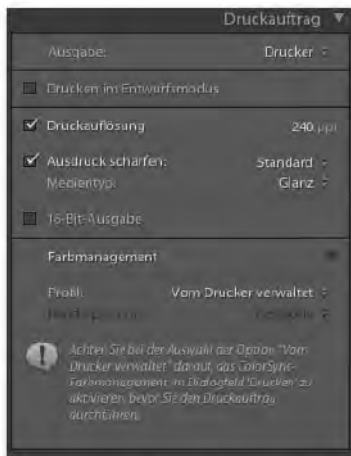 Druckauftrag
Ausgabe: Drucker
Drucken im Entwurfsmodus
Druckauflösung 240 ppi
Ausdruck schärfen: Standard
Medientyp: Glanz
16-Bit-Ausgabe
Farbmanagement
Profil: Vom Drucker verwaltet
Achten Sie bei der Auswahl der Option "Vom
Drucker verwaltet" darauf, das ColorSync-
Farbmanagement im Dialogfeld 'Drucken' zu
aktivieren, bevor Sie den Druckauftrag
durchführen.